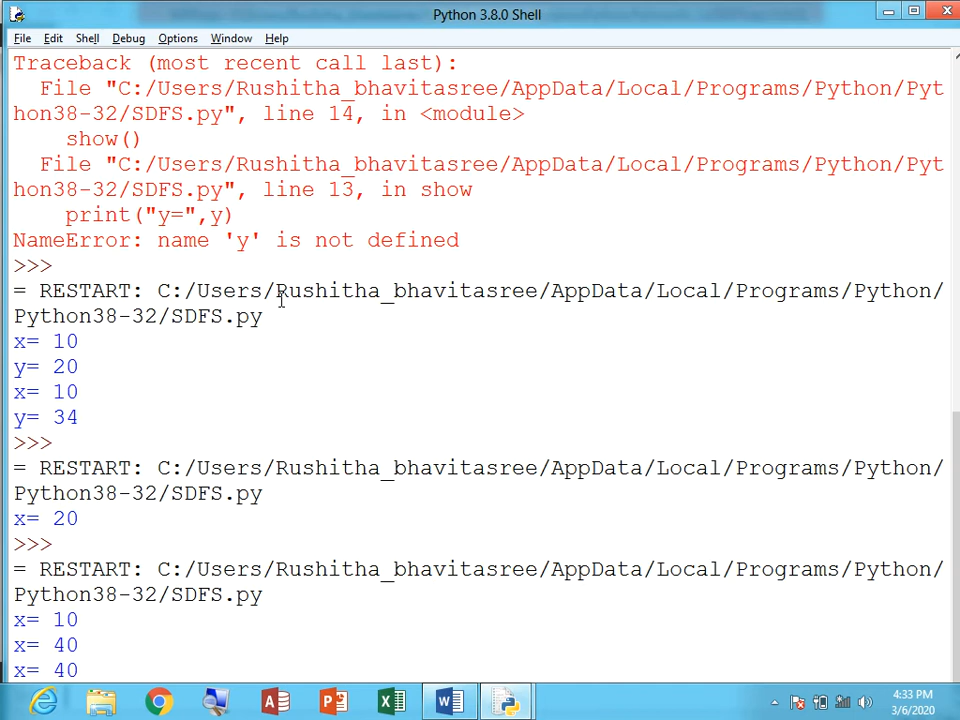 Python 3.8.0 Shell
File Edit Shell Debug Options Window Help
Traceback (most recent call last):
File "C:/Users/Rushitha_bhavitasree/AppData/Local/Programs/Python/Pyt
hon38-32/SDFS.py", line 14, in <module>
show()
File "C:/Users/Rushitha_bhavitasree/AppData/Local/Programs/Python/Pyt
hon38-32/SDFS.py", line 13, in show
print("y=",y)
NameError: name 'y' is not defined
>>>
= RESTART: C:/Users/Rushitha_bhavitasree/AppData/Local/Programs/Python/
Python38-32/SDFS.py
x= 10
y= 20
x= 10
y= 34
>>>
= RESTART: C:/Users/Rushitha_bhavitasree/AppData/Local/Programs/Python/
Python38-32/SDFS.py
x= 20
>>>
= RESTART: C:/Users/Rushitha_bhavitasree/AppData/Local/Programs/Python/
Python38-32/SDFS.py
x= 10
x= 40
x= 40
4:33 PM
3/6/2020